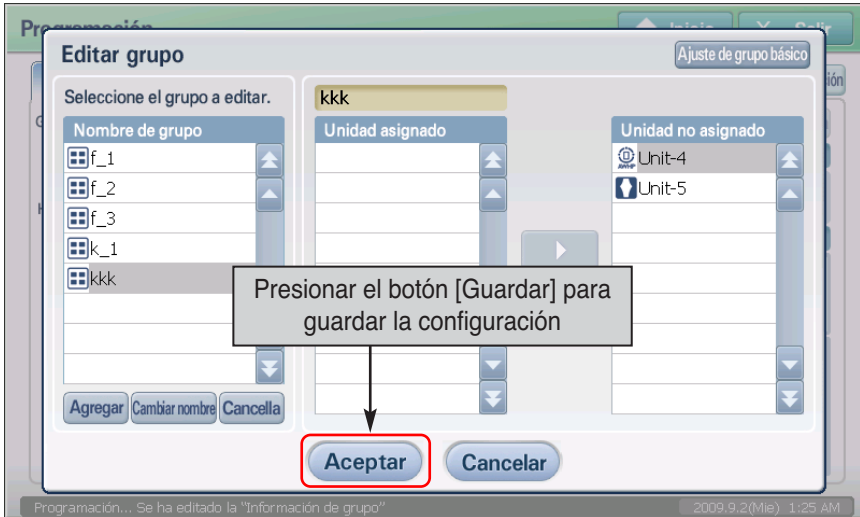 Programación
Inicio
X Salir
Editar grupo
Ajuste de grupo básico
ión
Seleccione el grupo a editar.
kkk
Nombre de grupo
Unidad asignado
Unidad no asignado
f_1
f_2
f_3
k_1
kkk
Unit-4
Unit-5
Presionar el botón [Guardar] para
guardar la configuración
Agregar
Cambiar nombre
Cancella
Aceptar
Cancelar
Programación... Se ha editado la "Información de grupo"
2009.9.2(Mie) 1:25 AM